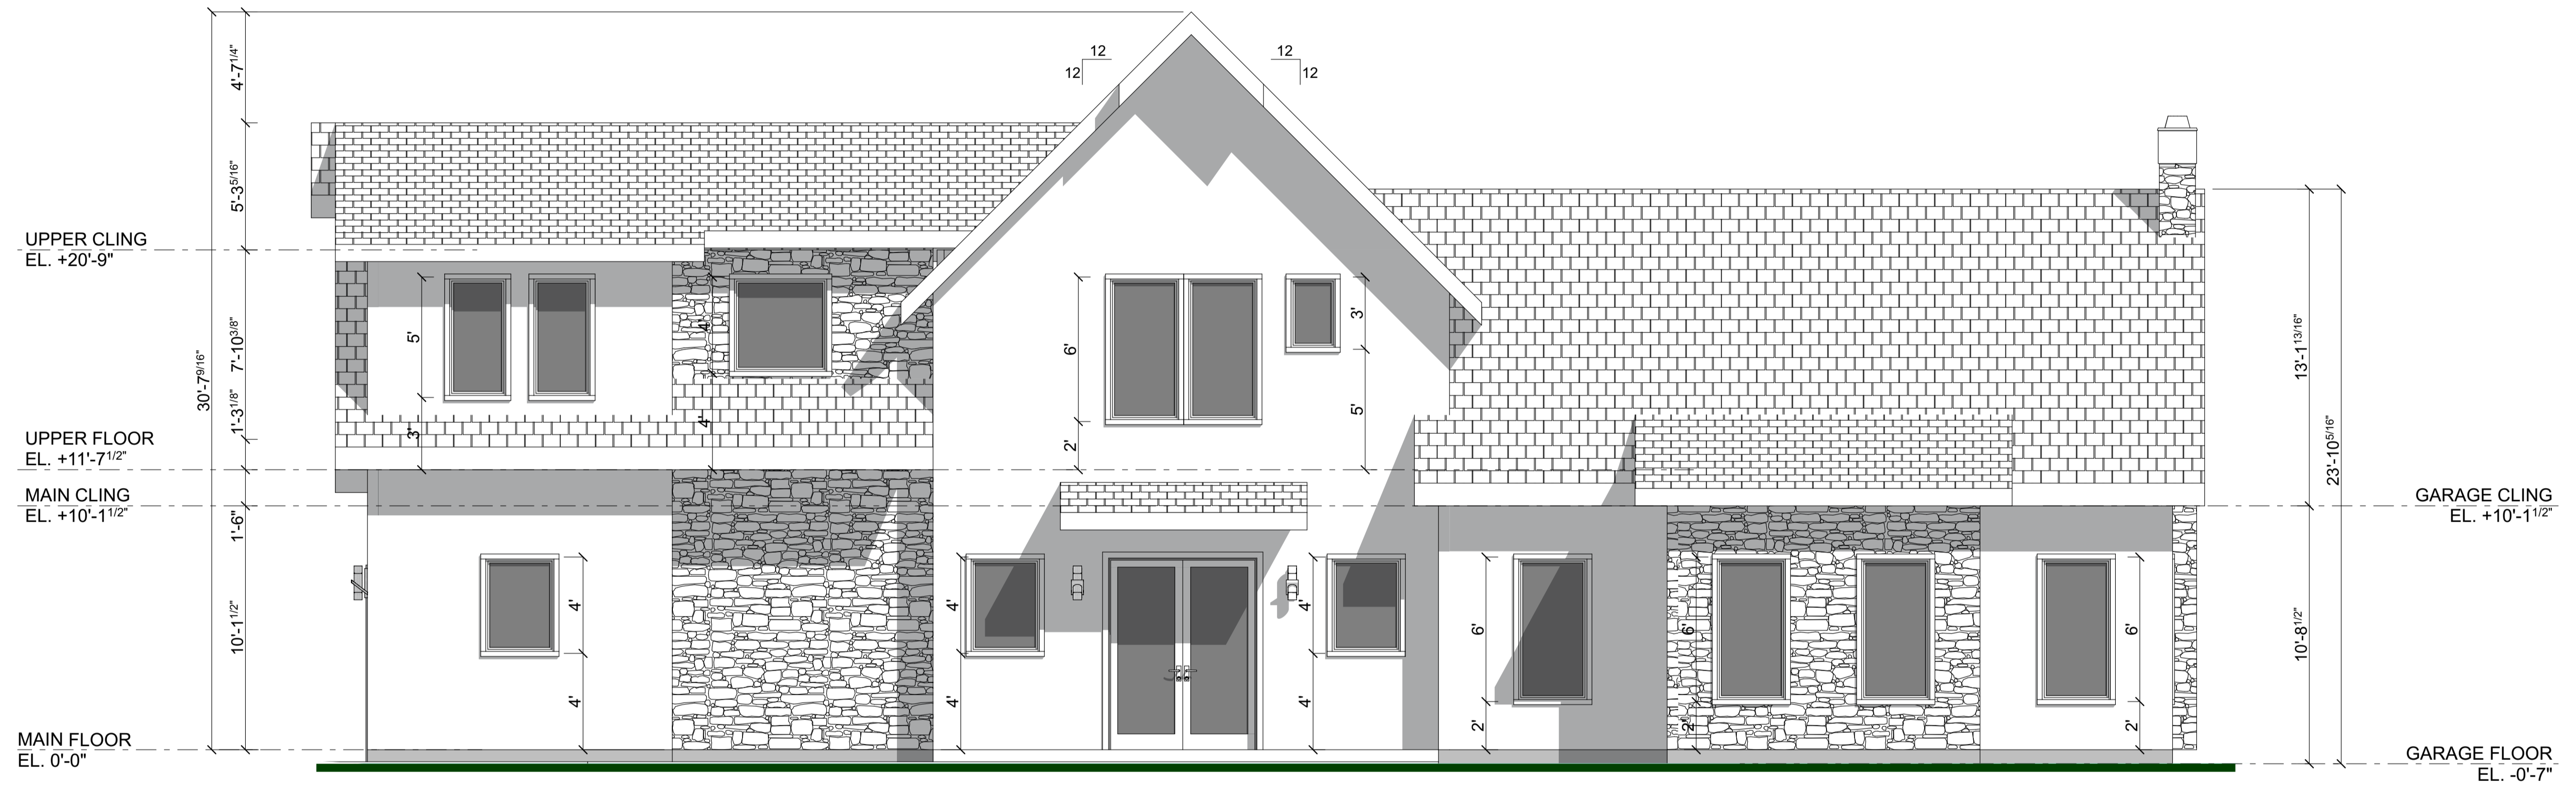 12
12
12
12
4'-7 1/4"
5'-3 5/16"
7'-10 3/8"
1'-3 1/8"
1'-6"
10'-1 1/2"
30'-7 9/16"
UPPER CLING
EL. +20'-9"
UPPER FLOOR
EL. +11'-7 1/2"
MAIN CLING
EL. +10'-1 1/2"
MAIN FLOOR
EL. 0'-0"
5'
3'
4'
4'
6'
2'
3'
5'
4'
4'
4'
4'
4'
4'
6'
2'
6'
2'
6'
2'
13'-1 13/16"
10'-8 1/2"
23'-10 5/16"
GARAGE CLING
EL. +10'-1 1/2"
GARAGE FLOOR
EL. -0'-7"